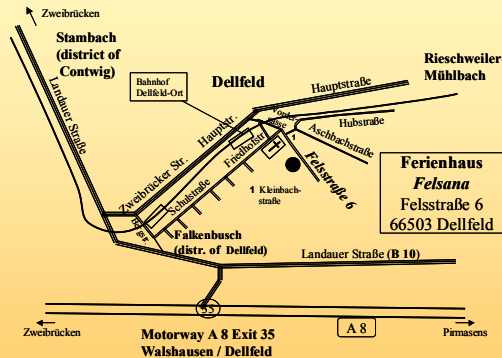 Zweibrücken
Stambach
(district of
Contwig)
Landauer Straße
Bahnhof
Dellfeld-Ort
Dellfeld
Rieschweiler
Mühlbach
Hauptstraße
Hauptstr.
Hubstraße
Aschbachstraße
1
Friedhofstr
Felsstraße 6
Zweibrücker Str.
Schulstraße
1 Kleinbach-
straße
Ferienhaus
Felsana
Felsstraße 6
66503 Dellfeld
Falkenbusch
(distr. of Dellfeld)
Landauer Straße (B 10)
35
A 8
Zweibrücken
Motorway A 8 Exit 35
Walshausen / Dellfeld
Pirmasens